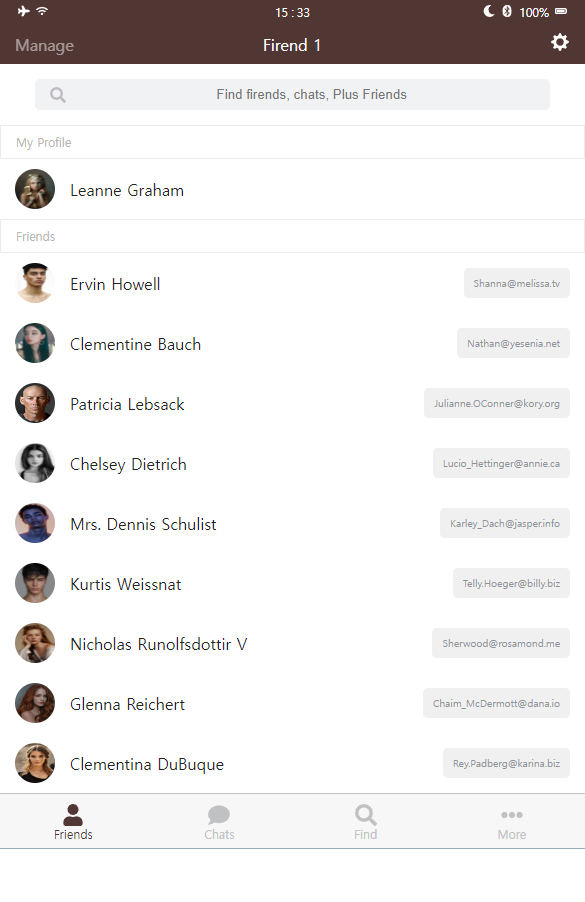 15 : 33
100%
Manage
Firend 1
Find firends, chats, Plus Friends
My Profile
Leanne Graham
Friends
Ervin Howell
Shanna@melissa.tv
Clementine Bauch
Nathan@yesenia.net
Patricia Lebsack
Julianne.OConner@kory.org
Chelsey Dietrich
Lucio_Hettinger@annie.ca
Mrs. Dennis Schulist
Karley_Dach@jasper.info
Kurtis Weissnat
Telly.Hoeger@billy.biz
Nicholas Runolfsdottir V
Sherwood@rosamond.me
Glenna Reichert
Chaim_McDermott@dana.io
Clementina DuBuque
Rey.Padberg@karina.biz
Friends
Chats
Find
More